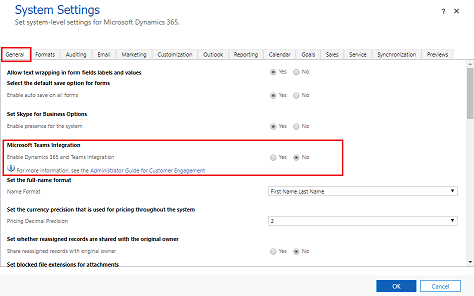 System Settings
? ×
Set system-level settings for Microsoft Dynamics 365.
General Formats Auditing Email Marketing Customization Outlook Reporting Calendar Goals Sales Service Synchronization Previews
Allow text wrapping in form fields labels and values Yes No
Select the default save option for forms
Enable auto save on all forms Yes No
Set Skype for Business Options
Enable presence for the system Yes No
Microsoft Teams Integration
Enable Dynamics 365 and Teams integration Yes No
For more information, see the Administrator Guide for Customer Engagement
Set the full-name format
Name Format First Name Last Name
Set the currency precision that is used for pricing throughout the system
Pricing Decimal Precision 2
Set whether reassigned records are shared with the original owner
Share reassigned records with original owner Yes No
Set blocked file extensions for attachments
OK Cancel